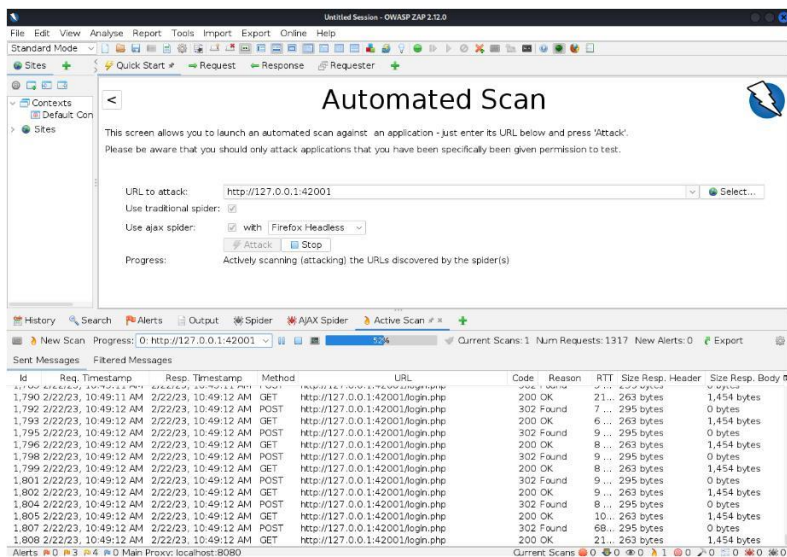 Untitled Session - OWASP ZAP 2.12.0
File Edit View Analyse Report Tools Import Export Online Help
Standard Mode
Sites Quick Start Request Response Requester
Contexts
Default Con
Sites
<
Automated Scan
This screen allows you to launch an automated scan against an application - just enter its URL below and press 'Attack'.
Please be aware that you should only attack applications that you have been specifically been given permission to test.
URL to attack: http://127.0.0.1:42001 Select...
Use traditional spider:
Use ajax spider: with Firefox Headless
Attack Stop
Progress: Actively scanning (attacking) the URLs discovered by the spider(s)
History Search Alerts Output Spider AJAX Spider Active Scan
New Scan Progress: 0: http://127.0.0.1:42001 52% Current Scans: 1 Num Requests: 1317 New Alerts: 0 Export
Sent Messages Filtered Messages
Id Req. Timestamp Resp. Timestamp Method URL Code Reason RTT Size Resp. Header Size Resp. Body
1,790 2/22/23, 10:49:11 AM 2/22/23, 10:49:12 AM GET http://127.0.0.1:42001/login.php 200 OK 21... 263 bytes 1,454 bytes
1,792 2/22/23, 10:49:12 AM 2/22/23, 10:49:12 AM POST http://127.0.0.1:42001/login.php 302 Found 7 ... 295 bytes 0 bytes
1,793 2/22/23, 10:49:12 AM 2/22/23, 10:49:12 AM GET http://127.0.0.1:42001/login.php 200 OK 6 ... 263 bytes 1,454 bytes
1,795 2/22/23, 10:49:12 AM 2/22/23, 10:49:12 AM POST http://127.0.0.1:42001/login.php 302 Found 9 ... 295 bytes 0 bytes
1,796 2/22/23, 10:49:12 AM 2/22/23, 10:49:12 AM GET http://127.0.0.1:42001/login.php 200 OK 8 ... 263 bytes 1,454 bytes
1,798 2/22/23, 10:49:12 AM 2/22/23, 10:49:12 AM POST http://127.0.0.1:42001/login.php 302 Found 9 ... 295 bytes 0 bytes
1,799 2/22/23, 10:49:12 AM 2/22/23, 10:49:12 AM GET http://127.0.0.1:42001/login.php 200 OK 8 ... 263 bytes 1,454 bytes
1,801 2/22/23, 10:49:12 AM 2/22/23, 10:49:12 AM POST http://127.0.0.1:42001/login.php 302 Found 9 ... 295 bytes 0 bytes
1,802 2/22/23, 10:49:12 AM 2/22/23, 10:49:12 AM GET http://127.0.0.1:42001/login.php 200 OK 9 ... 263 bytes 1,454 bytes
1,804 2/22/23, 10:49:12 AM 2/22/23, 10:49:12 AM POST http://127.0.0.1:42001/login.php 302 Found 8 ... 295 bytes 0 bytes
1,805 2/22/23, 10:49:12 AM 2/22/23, 10:49:12 AM GET http://127.0.0.1:42001/login.php 200 OK 10... 263 bytes 1,454 bytes
1,807 2/22/23, 10:49:12 AM 2/22/23, 10:49:12 AM POST http://127.0.0.1:42001/login.php 302 Found 68... 295 bytes 0 bytes
1,808 2/22/23, 10:49:12 AM 2/22/23, 10:49:12 AM GET http://127.0.0.1:42001/login.php 200 OK 21... 263 bytes 1,454 bytes
Alerts 0 3 4 0 Main Proxy: localhost:8080 Current Scans 0 0 0 1 0 0 0 0 0